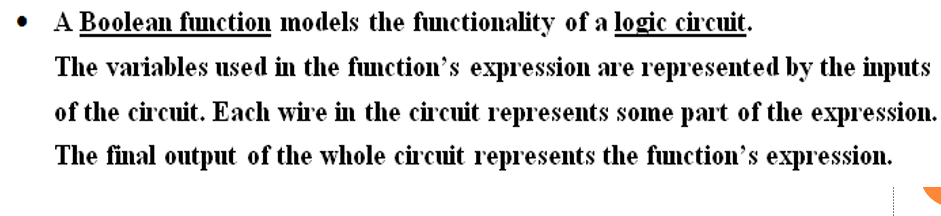 • A Boolean function models the functionality of a logic circuit.
The variables used in the function's expression are represented by the inputs
of the circuit. Each wire in the circuit represents some part of the expression.
The final output of the whole circuit represents the function's expression.